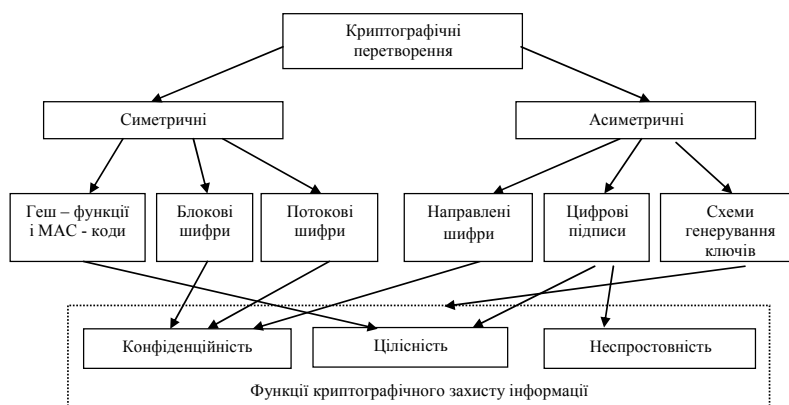 Криптографічні
перетворення
Симетричні
Асиметричні
Геш – функції
і МАС - коди
Блокові
шифри
Потокові
шифри
Направлені
шифри
Цифрові
підписи
Схеми
генерування
ключів
Конфіденційність
Цілісність
Неспростовність
Функції криптографічного захисту інформації